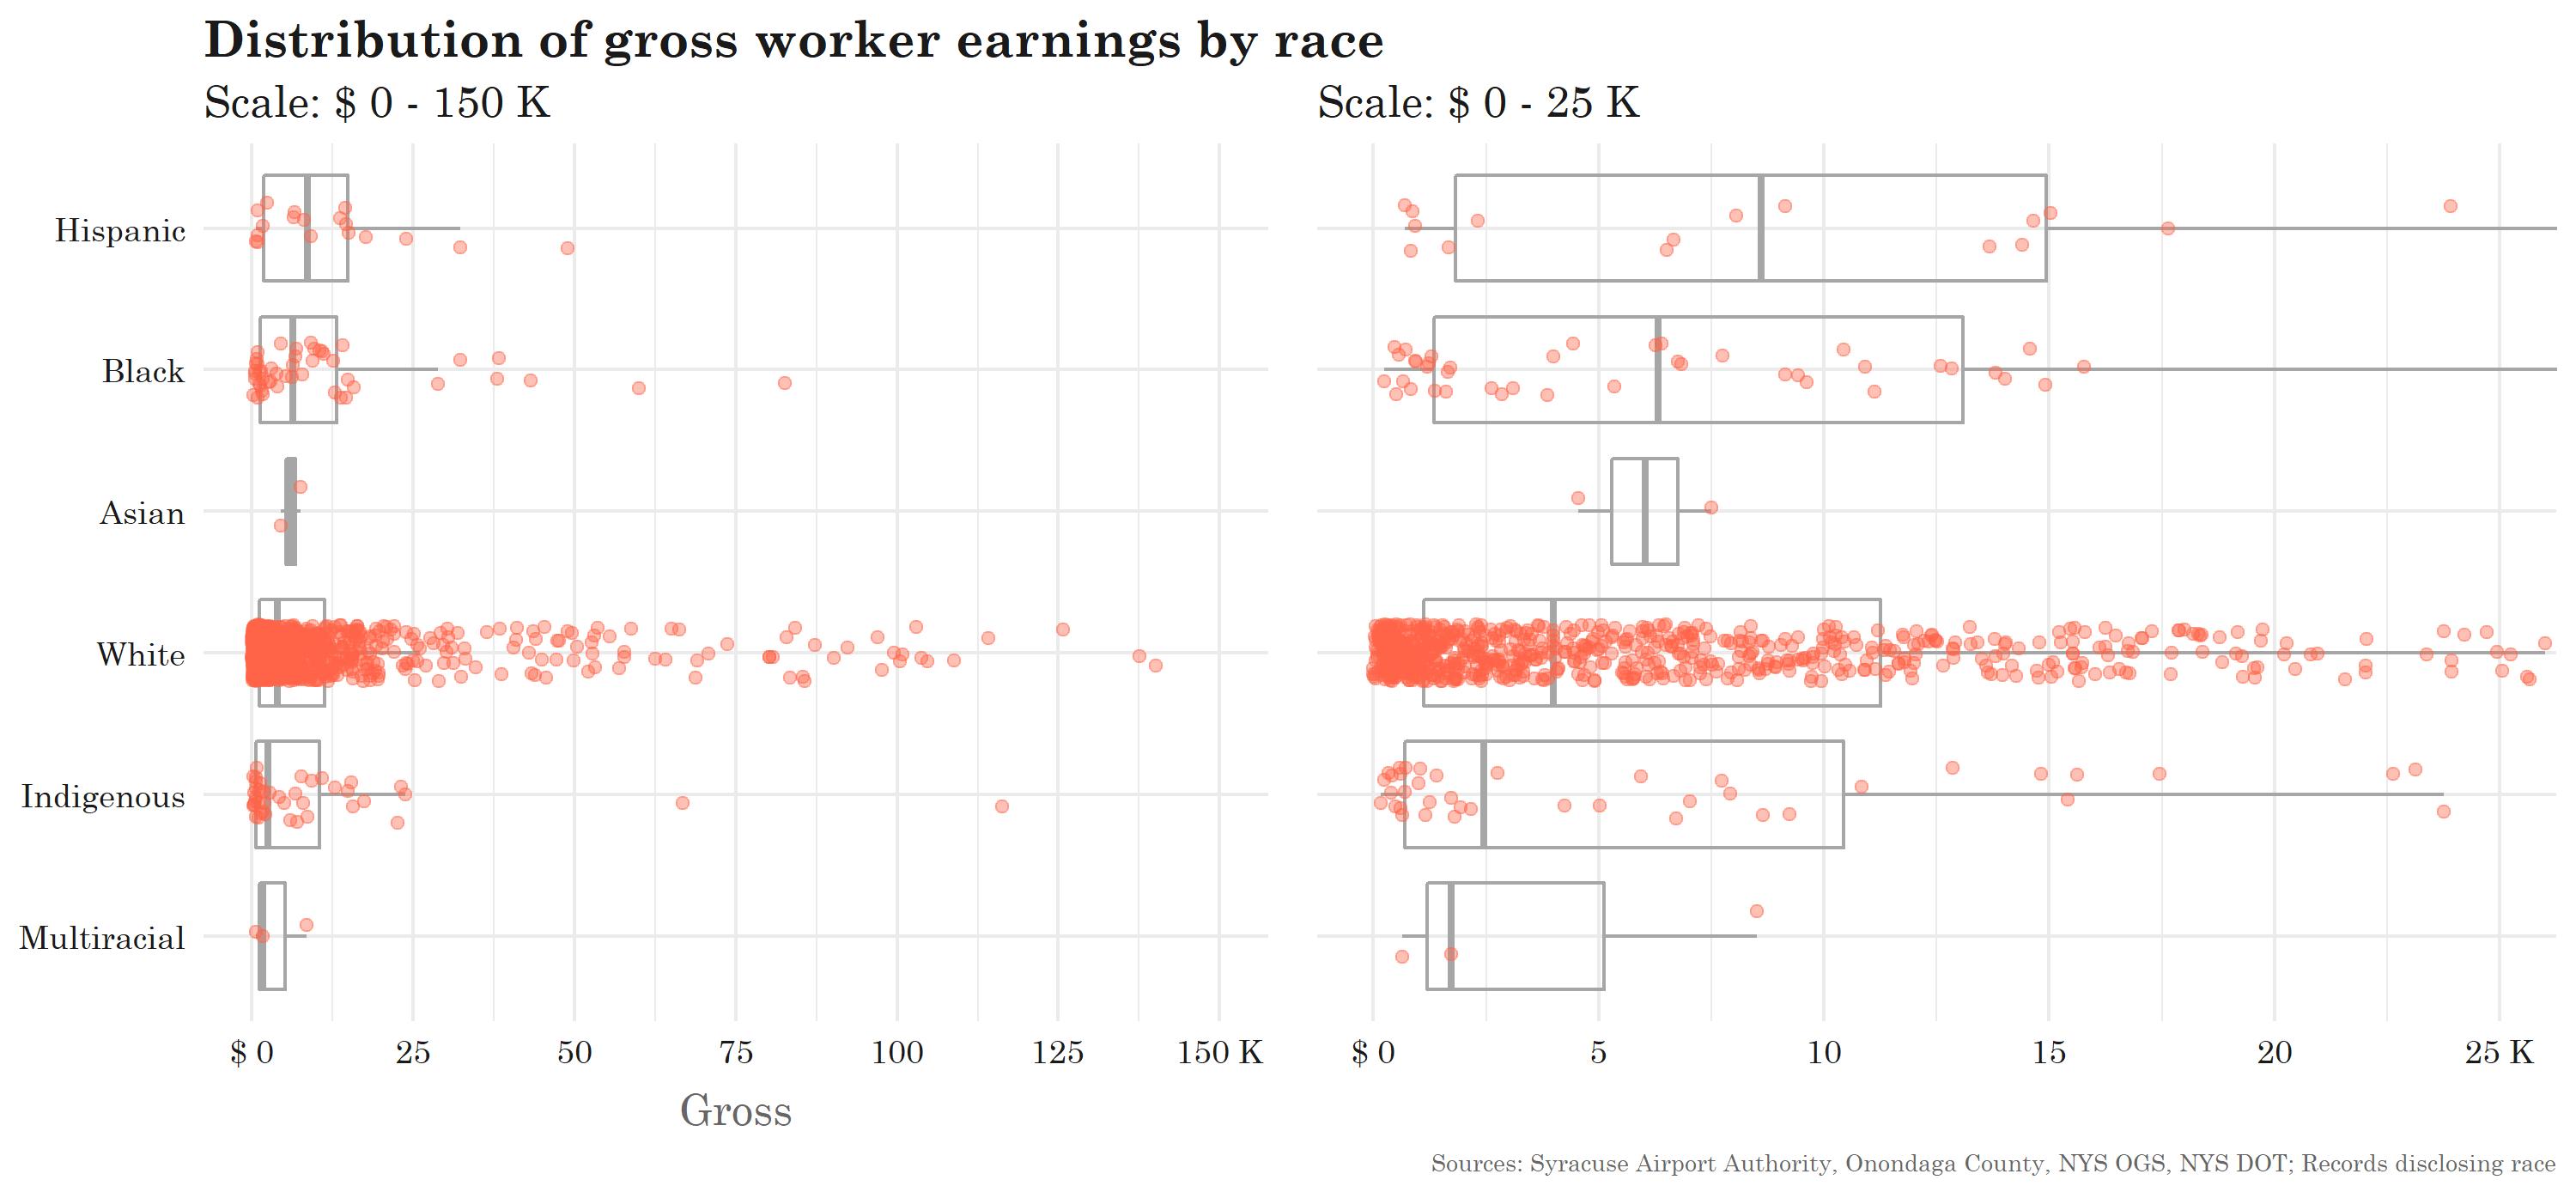 Distribution of gross worker earnings by race
Scale: $ 0 - 150 K
Scale: $ 0 - 25 K
Hispanic
Black
Asian
White
Indigenous
Multiracial
$ 0 25 50 75 100 125 150 K
$ 0 5 10 15 20 25 K
Gross
Sources: Syracuse Airport Authority, Onondaga County, NYS OGS, NYS DOT; Records disclosing race